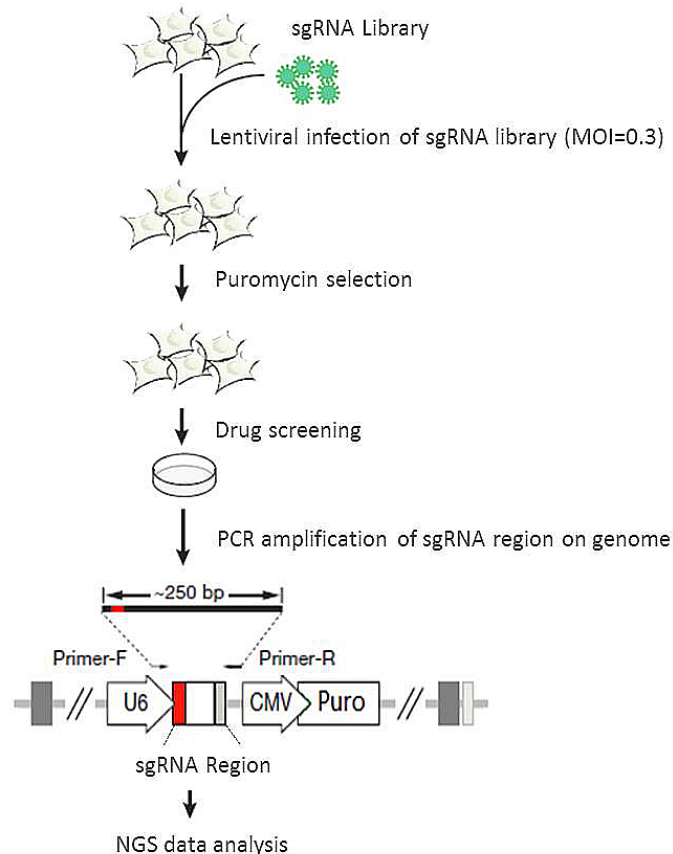 sgRNA Library
Lentiviral infection of sgRNA library (MOI=0.3)
Puromycin selection
Drug screening
PCR amplification of sgRNA region on genome
~250 bp
Primer-F
Primer-R
U6
CMV
Puro
sgRNA Region
NGS data analysis